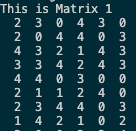 This is Matrix 1
2 3 0 4 3 0
2 0 4 4 0 3
4 3 2 1 4 3
3 3 4 2 4 3
4 4 0 3 0 0
2 1 1 2 4 0
2 3 4 4 0 3
1 4 2 1 0 2